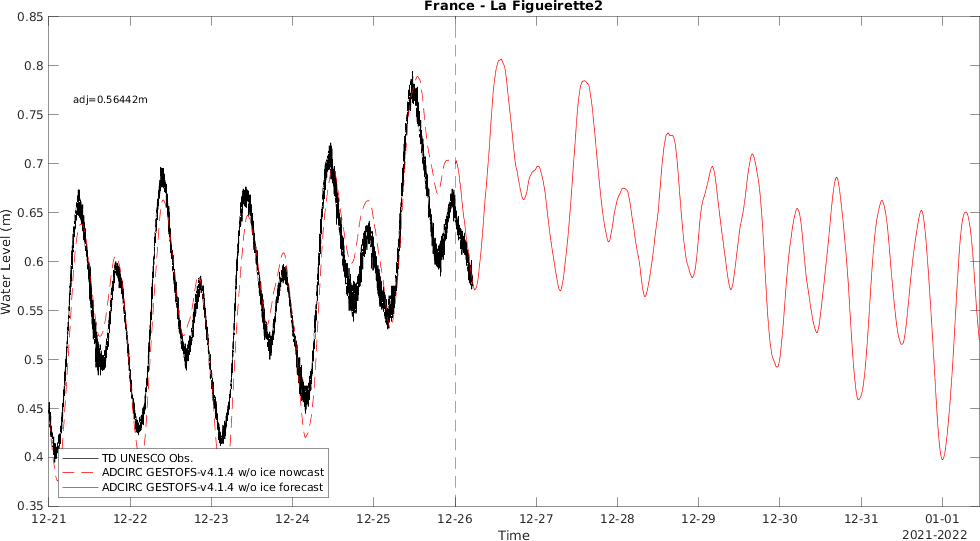 France - La Figueirette2
0.85
0.8
0.75
0.7
0.65
0.6
0.55
0.5
0.45
0.4
0.35
Water Level (m)
adj=0.56442m
TD UNESCO Obs.
ADCIRC GESTOFS-v4.1.4 w/o ice nowcast
ADCIRC GESTOFS-v4.1.4 w/o ice forecast
12-21 12-22 12-23 12-24 12-25 12-26 12-27 12-28 12-29 12-30 12-31 01-01
Time
2021-2022